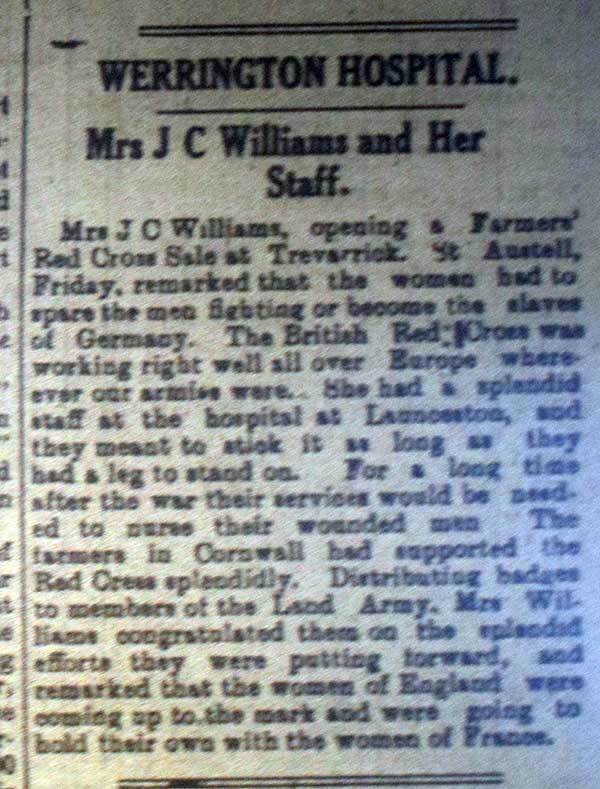 WERRINGTON HOSPITAL.
Mrs J C Williams and Her
Staff.
Mrs J C Williams, opening a Farmers'
Red Cross Sale at Trevarrick. St Austell,
Friday, remarked that the women had to
spare the men fighting or become the slaves
of Germany. The British Red Cross was
working right well all over Europe where-
ever our armies were. She had a splendid
staff at the hospital at Launceston, and
they meant to stick it as long as they
had a leg to stand on. For a long time
after the war their services would be need-
ed to nurse their wounded men The
farmers in Cornwall had supported the
Red Cross splendidly. Distributing badges
to members of the Land Army, Mrs Wil-
liams congratulated them on the splendid
efforts they were putting forward, and
remarked that the women of England were
coming up to the mark and were going to
hold their own with the women of France.